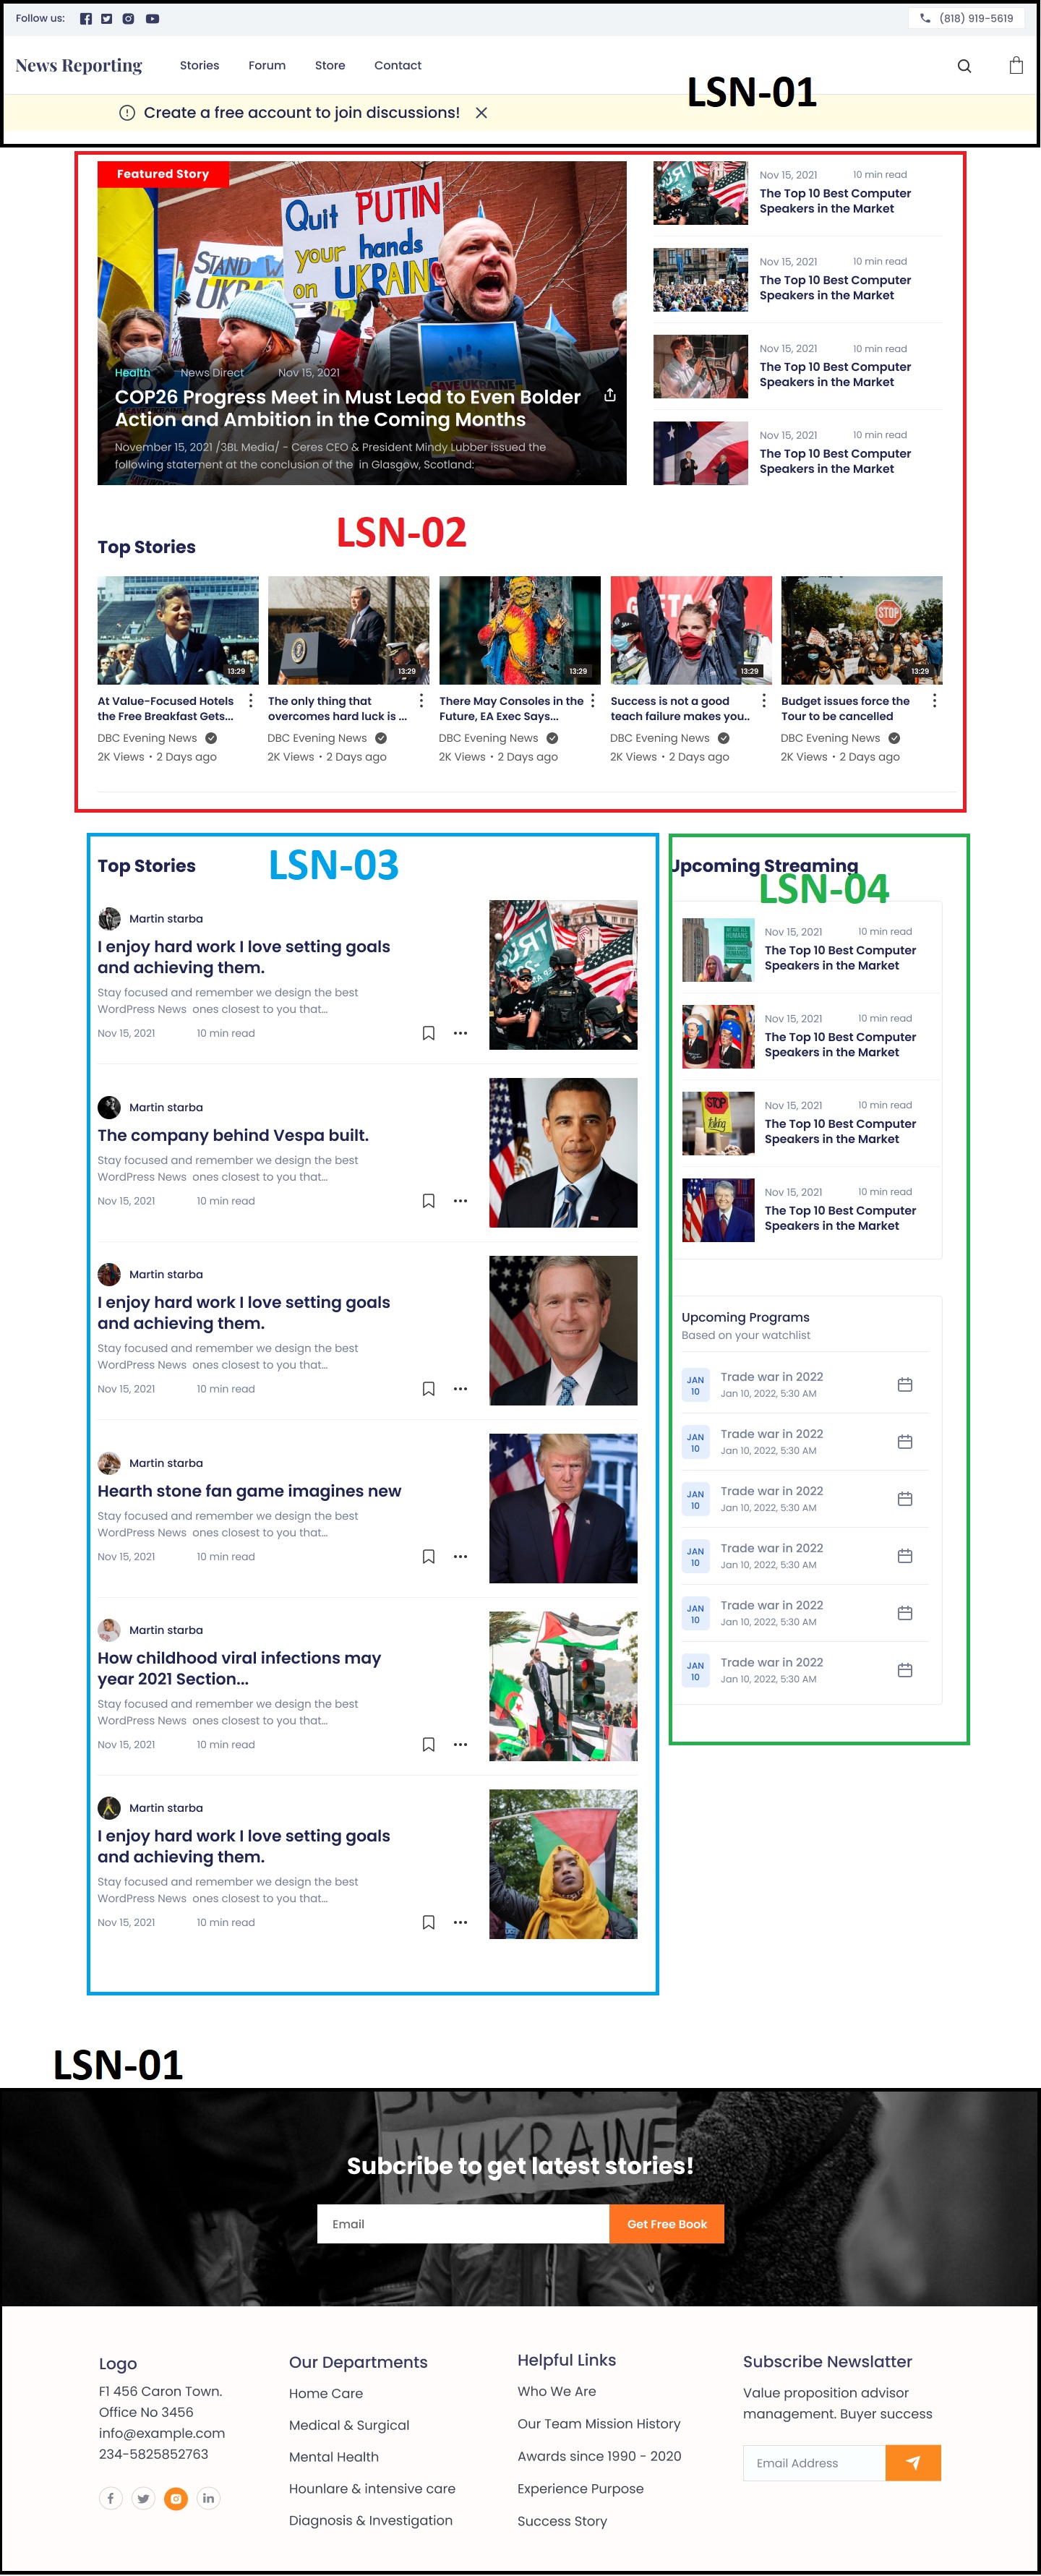 Follow us:
(818) 919-5619
News Reporting
Stories
Forum
Store
Contact
LSN-01
Create a free account to join discussions!
Featured Story
Quit PUTIN
your hands
on UKRAINE
STAND W
UKRA
SAVE UKRAINE
Health News Direct Nov 15, 2021
COP26 Progress Meet in Must Lead to Even Bolder
Action and Ambition in the Coming Months
November 15, 2021 /3BL Media/ - Ceres CEO & President Mindy Lubber issued the
following statement at the conclusion of the in Glasgow, Scotland:
Nov 15, 2021 10 min read
The Top 10 Best Computer
Speakers in the Market
Nov 15, 2021 10 min read
The Top 10 Best Computer
Speakers in the Market
Nov 15, 2021 10 min read
The Top 10 Best Computer
Speakers in the Market
Nov 15, 2021 10 min read
The Top 10 Best Computer
Speakers in the Market
LSN-02
Top Stories
13:29
At Value-Focused Hotels
the Free Breakfast Gets...
DBC Evening News
2K Views • 2 Days ago
13:29
The only thing that
overcomes hard luck is ...
DBC Evening News
2K Views • 2 Days ago
13:29
There May Consoles in the
Future, EA Exec Says...
DBC Evening News
2K Views • 2 Days ago
13:29
Success is not a good
teach failure makes you..
DBC Evening News
2K Views • 2 Days ago
STOP
13:29
Budget issues force the
Tour to be cancelled
DBC Evening News
2K Views • 2 Days ago
Top Stories
LSN-03
Martin starba
I enjoy hard work I love setting goals
and achieving them.
Stay focused and remember we design the best
WordPress News ones closest to you that...
Nov 15, 2021 10 min read
Martin starba
The company behind Vespa built.
Stay focused and remember we design the best
WordPress News ones closest to you that...
Nov 15, 2021 10 min read
Martin starba
I enjoy hard work I love setting goals
and achieving them.
Stay focused and remember we design the best
WordPress News ones closest to you that...
Nov 15, 2021 10 min read
Martin starba
Hearth stone fan game imagines new
Stay focused and remember we design the best
WordPress News ones closest to you that...
Nov 15, 2021 10 min read
Martin starba
How childhood viral infections may
year 2021 Section...
Stay focused and remember we design the best
WordPress News ones closest to you that...
Nov 15, 2021 10 min read
Martin starba
I enjoy hard work I love setting goals
and achieving them.
Stay focused and remember we design the best
WordPress News ones closest to you that...
Nov 15, 2021 10 min read
Upcoming Streaming
LSN-04
Nov 15, 2021 10 min read
The Top 10 Best Computer
Speakers in the Market
Nov 15, 2021 10 min read
The Top 10 Best Computer
Speakers in the Market
STOP
talking
Nov 15, 2021 10 min read
The Top 10 Best Computer
Speakers in the Market
Nov 15, 2021 10 min read
The Top 10 Best Computer
Speakers in the Market
Upcoming Programs
Based on your watchlist
JAN
10
Trade war in 2022
Jan 10, 2022, 5:30 AM
JAN
10
Trade war in 2022
Jan 10, 2022, 5:30 AM
JAN
10
Trade war in 2022
Jan 10, 2022, 5:30 AM
JAN
10
Trade war in 2022
Jan 10, 2022, 5:30 AM
JAN
10
Trade war in 2022
Jan 10, 2022, 5:30 AM
JAN
10
Trade war in 2022
Jan 10, 2022, 5:30 AM
LSN-01
IN UKRAINE
Subcribe to get latest stories!
Email
Get Free Book
Logo
F1 456 Caron Town.
Office No 3456
info@example.com
234-5825852763
Our Departments
Home Care
Medical & Surgical
Mental Health
Hounlare & intensive care
Diagnosis & Investigation
Helpful Links
Who We Are
Our Team Mission History
Awards since 1990 - 2020
Experience Purpose
Success Story
Subscribe Newslatter
Value proposition advisor
management. Buyer success
Email Address